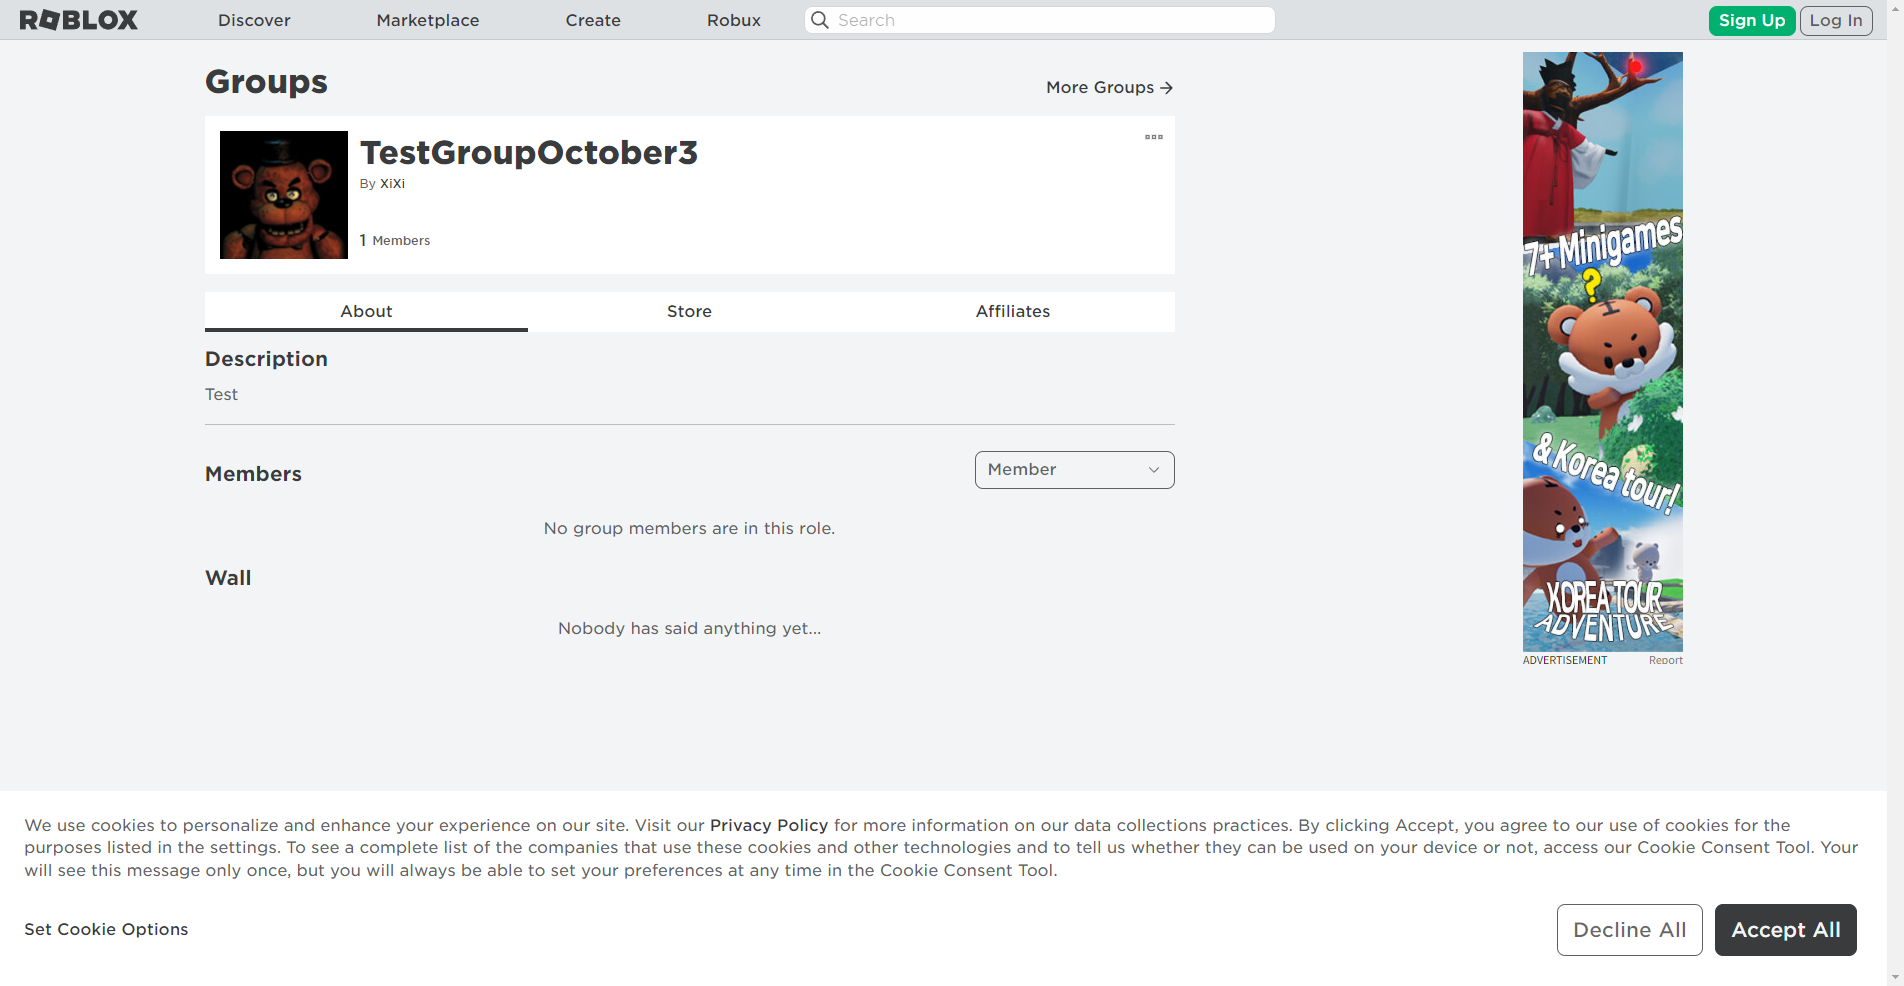 ROBLOX
Discover
Marketplace
Create
Robux
Search
Sign Up
Log In
Groups
More Groups
TestGroupOctober3
By XiXi
1 Members
About
Store
Affiliates
Description
Test
Members
Member
No group members are in this role.
Wall
Nobody has said anything yet...
7+ Minigames
?
& Korea tour!
KOREA TOUR
ADVENTURE
ADVERTISEMENT
Report
We use cookies to personalize and enhance your experience on our site. Visit our Privacy Policy for more information on our data collections practices. By clicking Accept, you agree to our use of cookies for the
purposes listed in the settings. To see a complete list of the companies that use these cookies and other technologies and to tell us whether they can be used on your device or not, access our Cookie Consent Tool. Your
will see this message only once, but you will always be able to set your preferences at any time in the Cookie Consent Tool.
Set Cookie Options
Decline All
Accept All